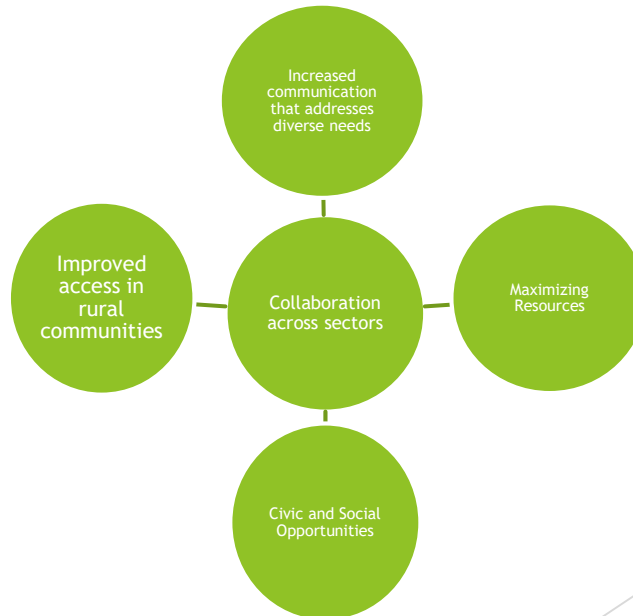 Increased
communication
that addresses
diverse needs
Improved
access in
rural
communities
Collaboration
across sectors
Maximizing
Resources
Civic and Social
Opportunities